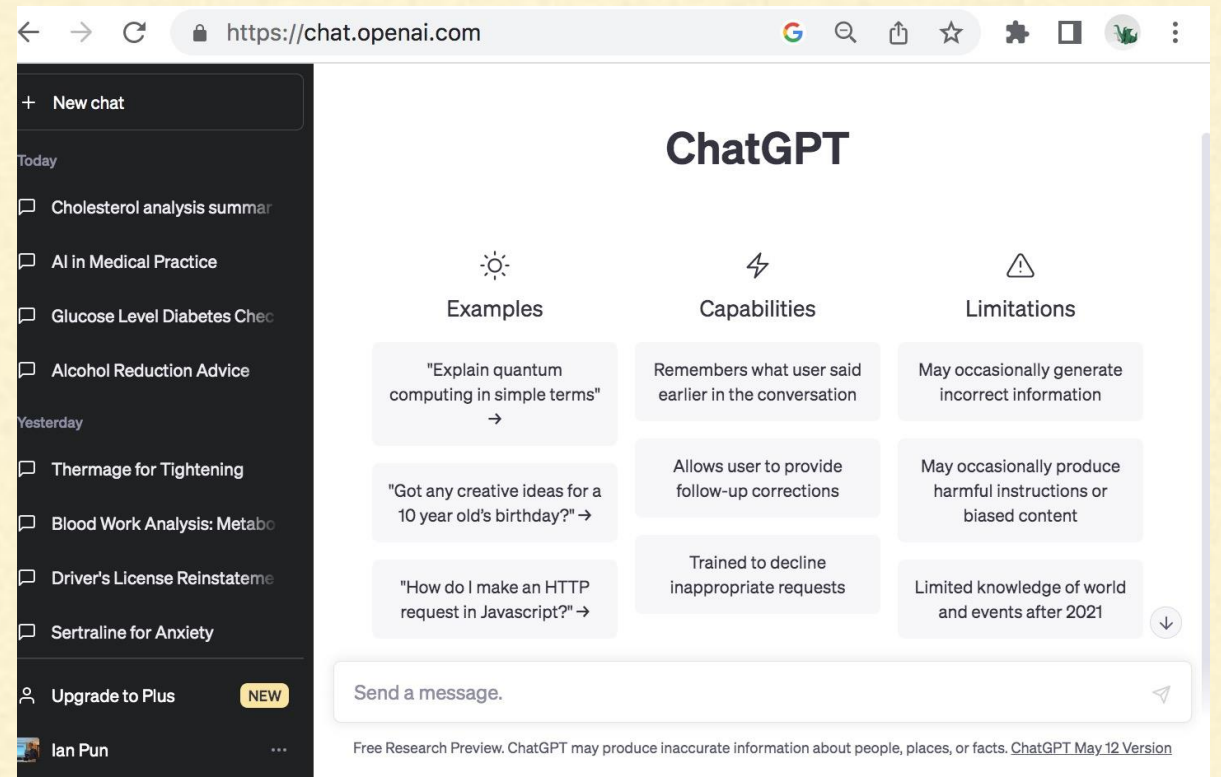 https://chat.openai.com
+ New chat
Today
Cholesterol analysis summar
AI in Medical Practice
Glucose Level Diabetes Chec
Alcohol Reduction Advice
Yesterday
Thermage for Tightening
Blood Work Analysis: Metabo
Driver's License Reinstateme
Sertraline for Anxiety
Upgrade to Plus NEW
Ian Pun
ChatGPT
Examples
"Explain quantum
computing in simple terms"
→
"Got any creative ideas for a
10 year old's birthday?" →
"How do I make an HTTP
request in Javascript?" →
Capabilities
Remembers what user said
earlier in the conversation
Allows user to provide
follow-up corrections
Trained to decline
inappropriate requests
Limitations
May occasionally generate
incorrect information
May occasionally produce
harmful instructions or
biased content
Limited knowledge of world
and events after 2021
Send a message.
Free Research Preview. ChatGPT may produce inaccurate information about people, places, or facts. ChatGPT May 12 Version